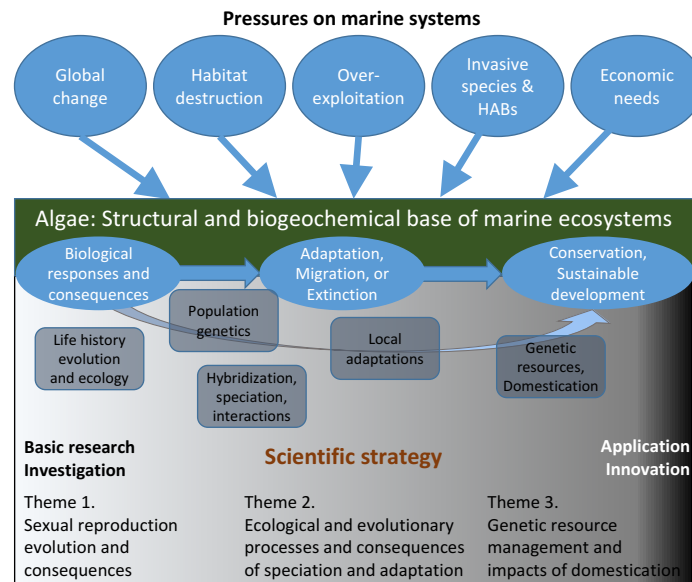 Pressures on marine systems
Global
change
Habitat
destruction
Over-
exploitation
Invasive
species &
HABs
Economic
needs
Algae: Structural and biogeochemical base of marine ecosystems
Biological
responses and
consequences
Adaptation,
Migration, or
Extinction
Conservation,
Sustainable
development
Population
genetics
Life history
evolution
and ecology
Local
adaptations
Genetic
resources,
Domestication
Hybridization,
speciation,
interactions
Basic research
Investigation
Scientific strategy
Application
Innovation
Theme 1.
Sexual reproduction
evolution and
consequences
Theme 2.
Ecological and evolutionary
processes and consequences
of speciation and adaptation
Theme 3.
Genetic resource
management and
impacts of domestication